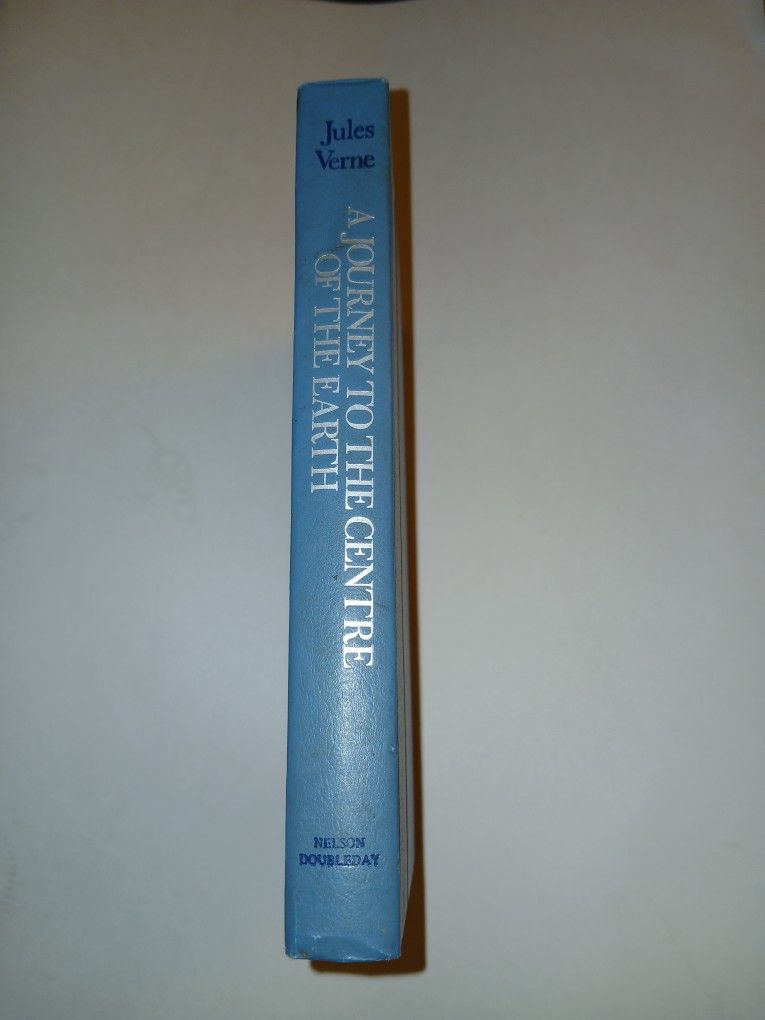 Jules
Verne
A JOURNEY TO THE CENTRE
OF THE EARTH
NELSON
DOUBLEDAY